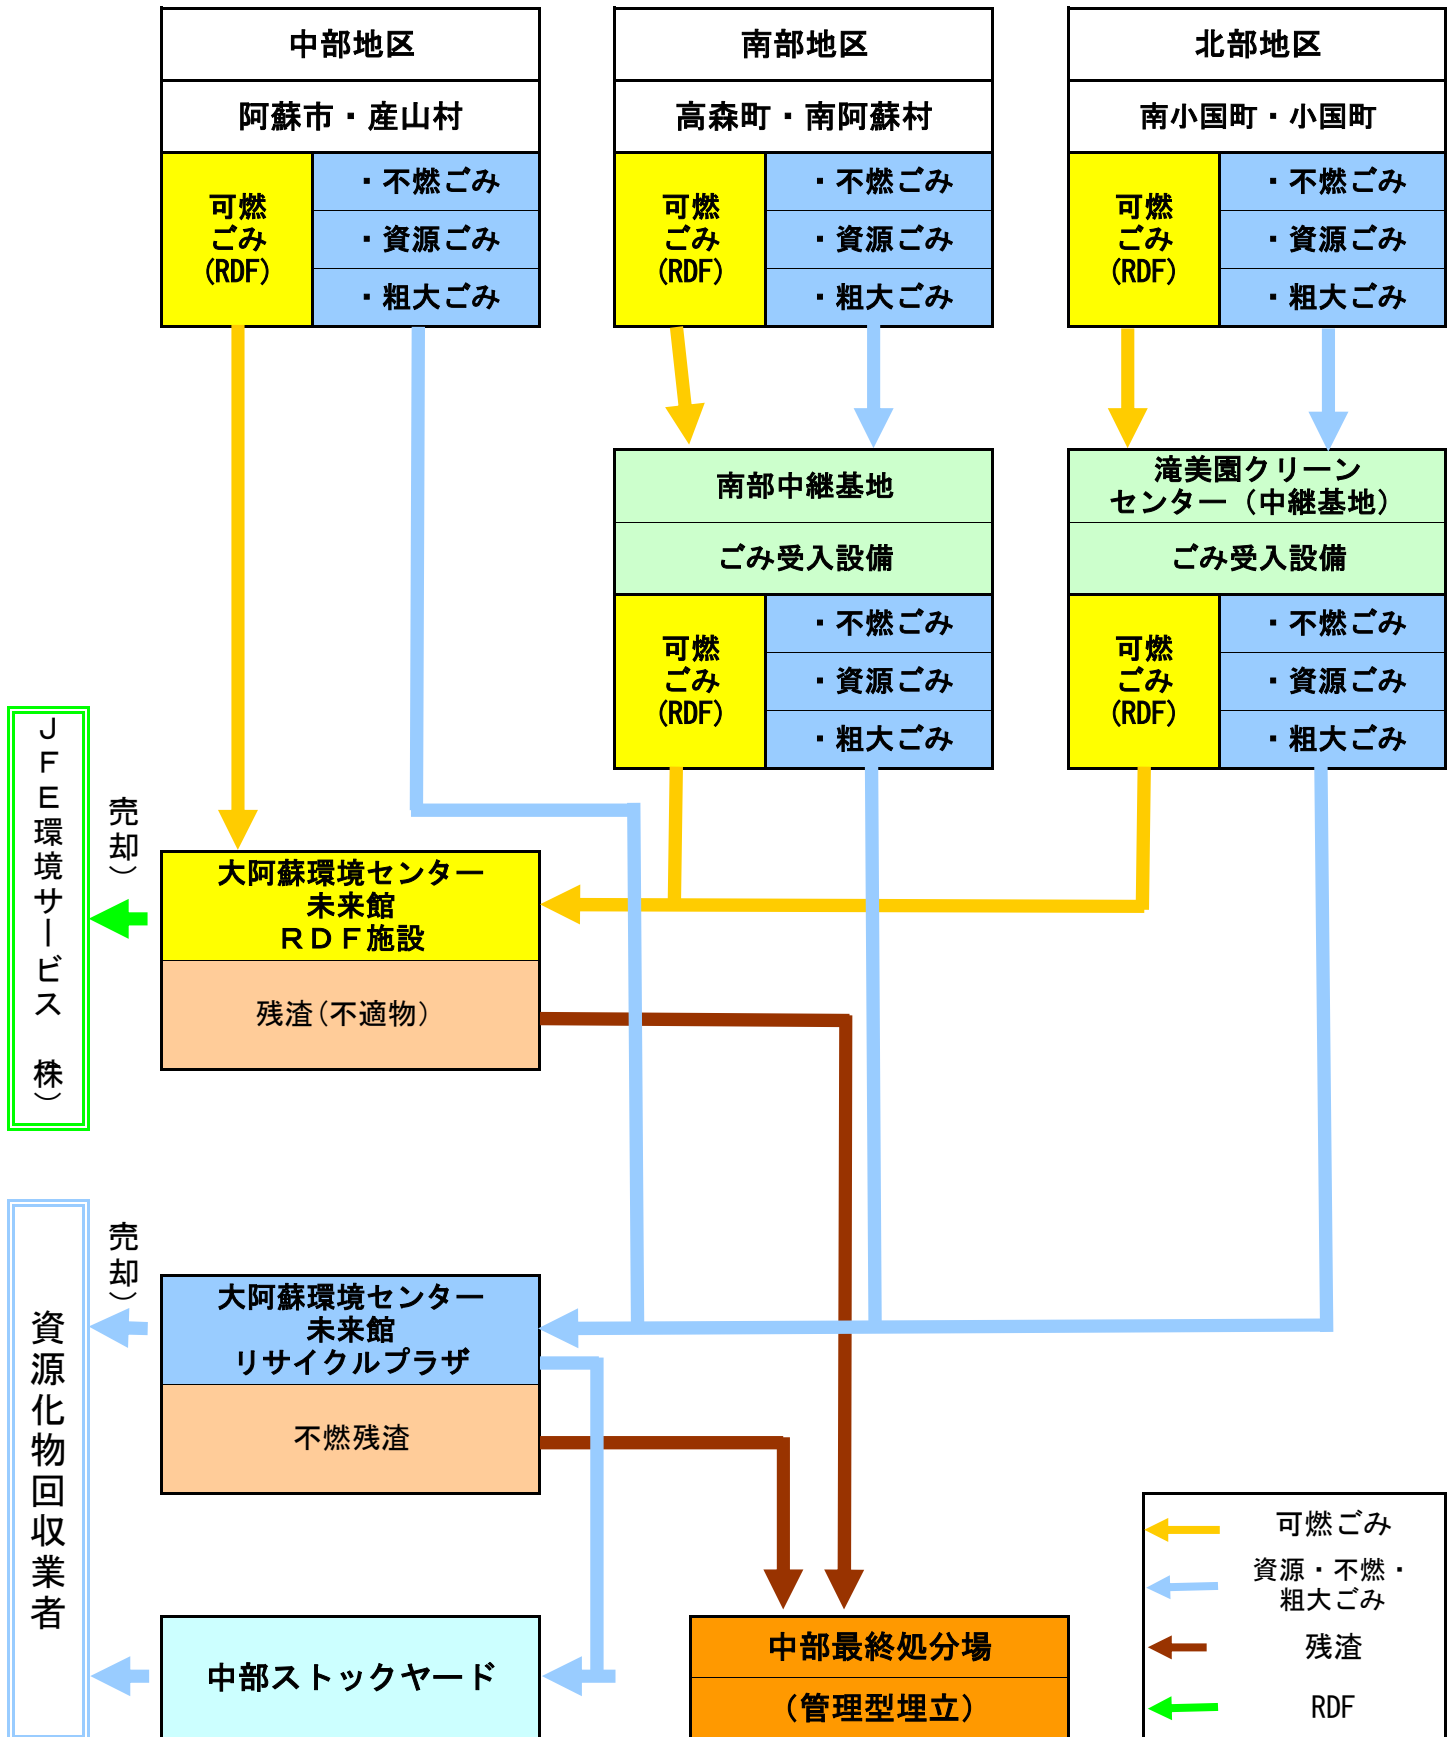 中部地区
阿蘇市・産山村
可燃
ごみ
(RDF)
・不燃ごみ
・資源ごみ
・粗大ごみ
南部地区
高森町・南阿蘇村
可燃
ごみ
(RDF)
・不燃ごみ
・資源ごみ
・粗大ごみ
北部地区
南小国町・小国町
可燃
ごみ
(RDF)
・不燃ごみ
・資源ごみ
・粗大ごみ
南部中継基地
ごみ受入設備
可燃
ごみ
(RDF)
・不燃ごみ
・資源ごみ
・粗大ごみ
滝美園クリーン
センター（中継基地）
ごみ受入設備
可燃
ごみ
(RDF)
・不燃ごみ
・資源ごみ
・粗大ごみ
ＪＦＥ環境サービス（株）
（売却）
大阿蘇環境センター
未来館
ＲＤＦ施設
残渣(不適物）
資源化物回収業者
（売却）
大阿蘇環境センター
未来館
リサイクルプラザ
不燃残渣
中部ストックヤード
中部最終処分場
（管理型埋立）
可燃ごみ
資源・不燃・
粗大ごみ
残渣
RDF